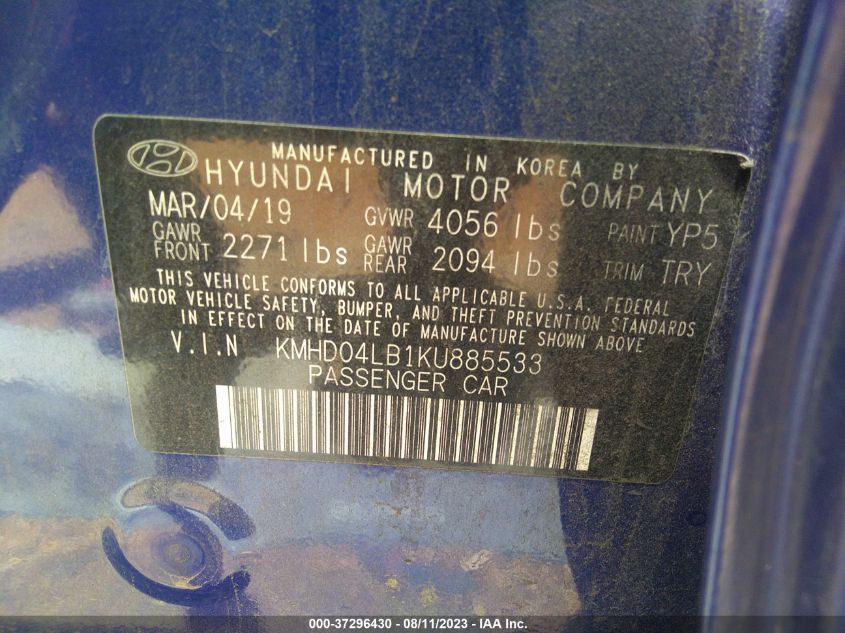 MANUFACTURED IN KOREA BY
HYUNDAI MOTOR COMPANY
MAR/04/19 GVWR 4056 lbs PAINT YP5
GAWR FRONT 2271 lbs GAWR REAR 2094 lbs TRIM TRY
THIS VEHICLE CONFORMS TO ALL APPLICABLE U.S.A. FEDERAL
MOTOR VEHICLE SAFETY, BUMPER, AND THEFT PREVENTION STANDARDS
IN EFFECT ON THE DATE OF MANUFACTURE SHOWN ABOVE
V.I.N KMHD04LB1KU885533
PASSENGER CAR
000-37296430 - 08/11/2023 - IAA Inc.